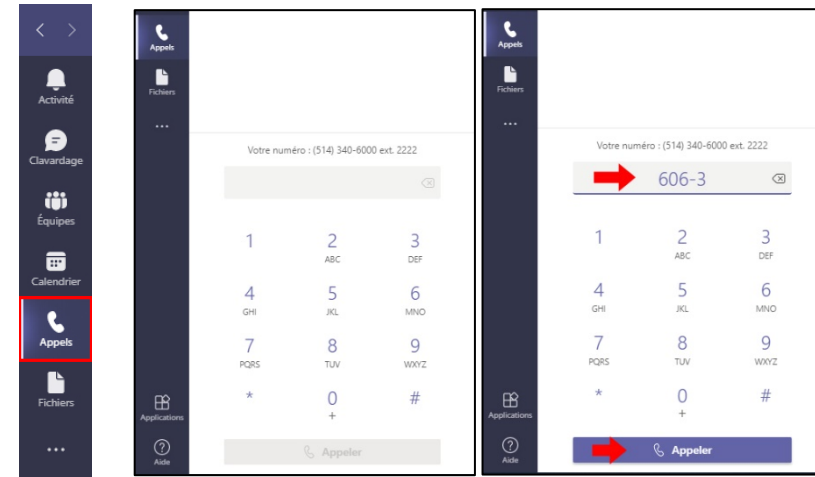 Activité
Clavardage
Équipes
Calendrier
Appels
Fichiers
...
Appels
Fichiers
...
Applications
Aide
Votre numéro : (514) 340-6000 ext. 2222
1 2 3
ABC DEF
4 5 6
GHI JKL MNO
7 8 9
PQRS TUV WXYZ
* 0 #
+
Appeler
Appels
Fichiers
...
Applications
Aide
Votre numéro : (514) 340-6000 ext. 2222
606-3
1 2 3
ABC DEF
4 5 6
GHI JKL MNO
7 8 9
PQRS TUV WXYZ
* 0 #
+
Appeler